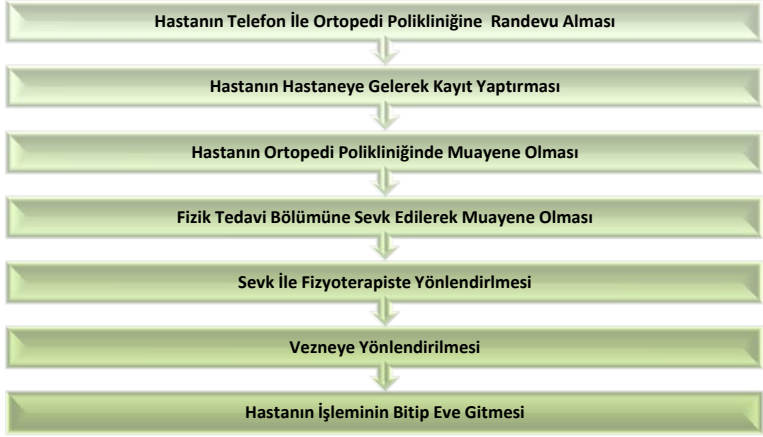 Hastanın Telefon İle Ortopedi Polikliniğine Randevu Alması
Hastanın Hastaneye Gelerek Kayıt Yaptırması
Hastanın Ortopedi Polikliniğinde Muayene Olması
Fizik Tedavi Bölümüne Sevk Edilerek Muayene Olması
Sevk İle Fizyoterapiste Yönlendirlmesi
Vezneye Yönlendirilmesi
Hastanın İşleminin Bitip Eve Gitmesi